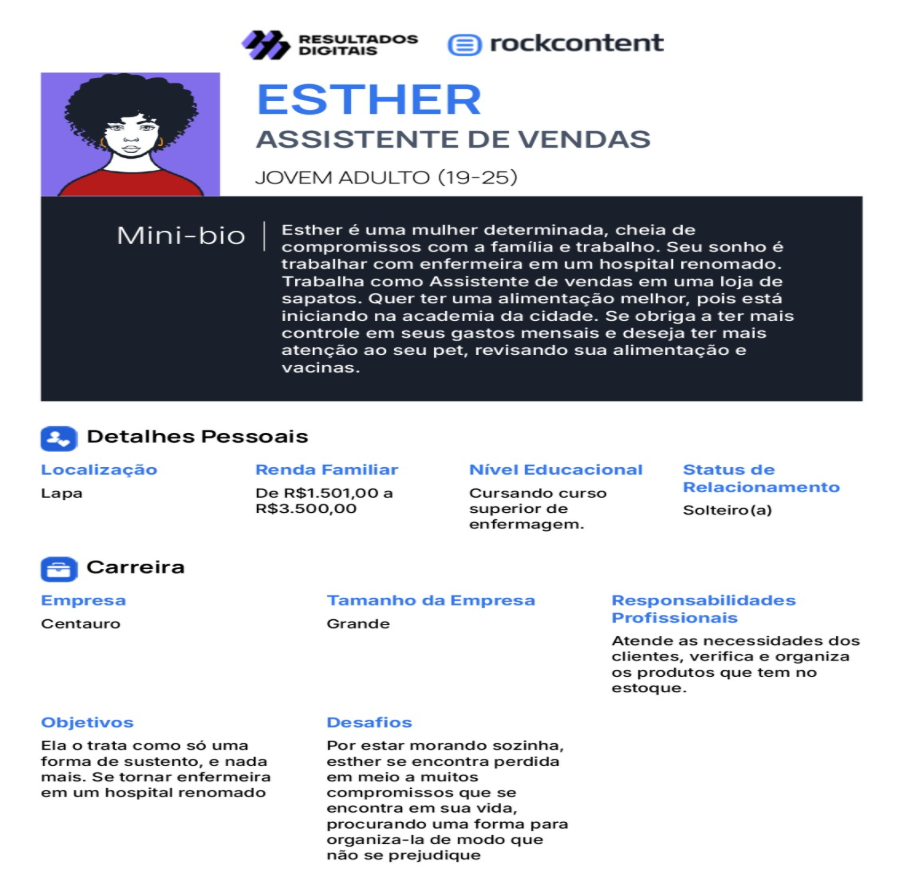 RESULTADOS
DIGITAIS
rockcontent
ESTHER
ASSISTENTE DE VENDAS
JOVEM ADULTO (19-25)
Mini-bio
Esther é uma mulher determinada, cheia de
compromissos com a família e trabalho. Seu sonho é
trabalhar com enfermeira em um hospital renomado.
Trabalha como Assistente de vendas em uma loja de
sapatos. Quer ter uma alimentação melhor, pois está
iniciando na academia da cidade. Se obriga a ter mais
controle em seus gastos mensais e deseja ter mais
atenção ao seu pet, revisando sua alimentação e
vacinas.
Detalhes Pessoais
Localização
Lapa
Renda Familiar
De R$1.501,00 a
R$3.500,00
Nível Educacional
Cursando curso
superior de
enfermagem.
Status de
Relacionamento
Solteiro(a)
Carreira
Empresa
Centauro
Tamanho da Empresa
Grande
Responsabilidades
Profissionais
Atende as necessidades dos
clientes, verifica e organiza
os produtos que tem no
estoque.
Objetivos
Ela o trata como só uma
forma de sustento, e nada
mais. Se tornar enfermeira
em um hospital renomado
Desafios
Por estar morando sozinha,
esther se encontra perdida
em meio a muitos
compromissos que se
encontra em sua vida,
procurando uma forma para
organiza-la de modo que
não se prejudique